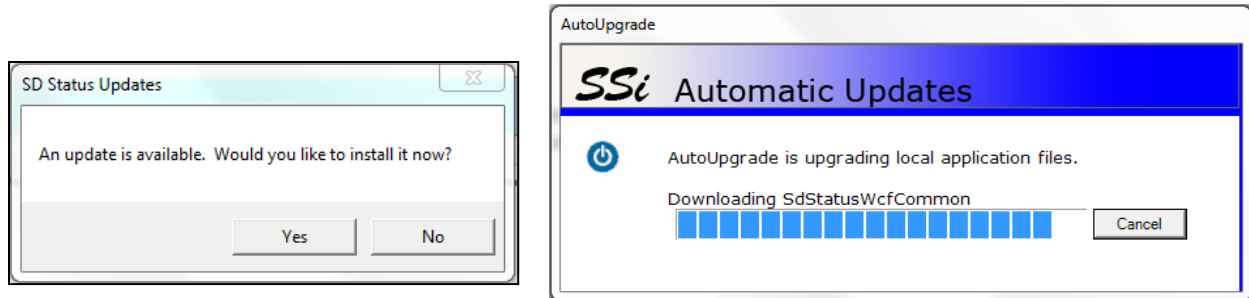 SD Status Updates
An update is available. Would you like to install it now?
Yes No
AutoUpgrade
SSi Automatic Updates
AutoUpgrade is upgrading local application files.
Downloading SdStatusWcfCommon
Cancel